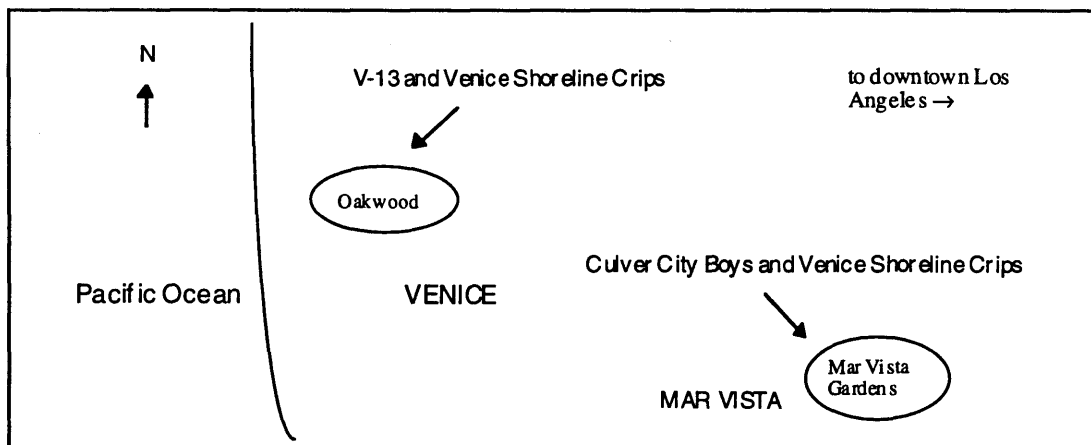 N
V-13 and Venice Shoreline Crips
to downtown Los
Angeles →
Oakwood
Culver City Boys and Venice Shoreline Crips
Pacific Ocean
VENICE
Mar Vista
Gardens
MAR VISTA